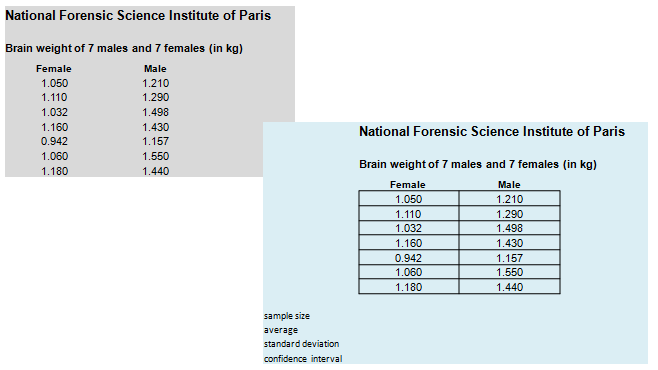 National Forensic Science Institute of Paris
Brain weight of 7 males and 7 females (in kg)
Female Male
1.050 1.210
1.110 1.290
1.032 1.498
1.160 1.430
0.942 1.157
1.060 1.550
1.180 1.440
National Forensic Science Institute of Paris
Brain weight of 7 males and 7 females (in kg)
Female Male
1.050 1.210
1.110 1.290
1.032 1.498
1.160 1.430
0.942 1.157
1.060 1.550
1.180 1.440
sample size
average
standard deviation
confidence interval